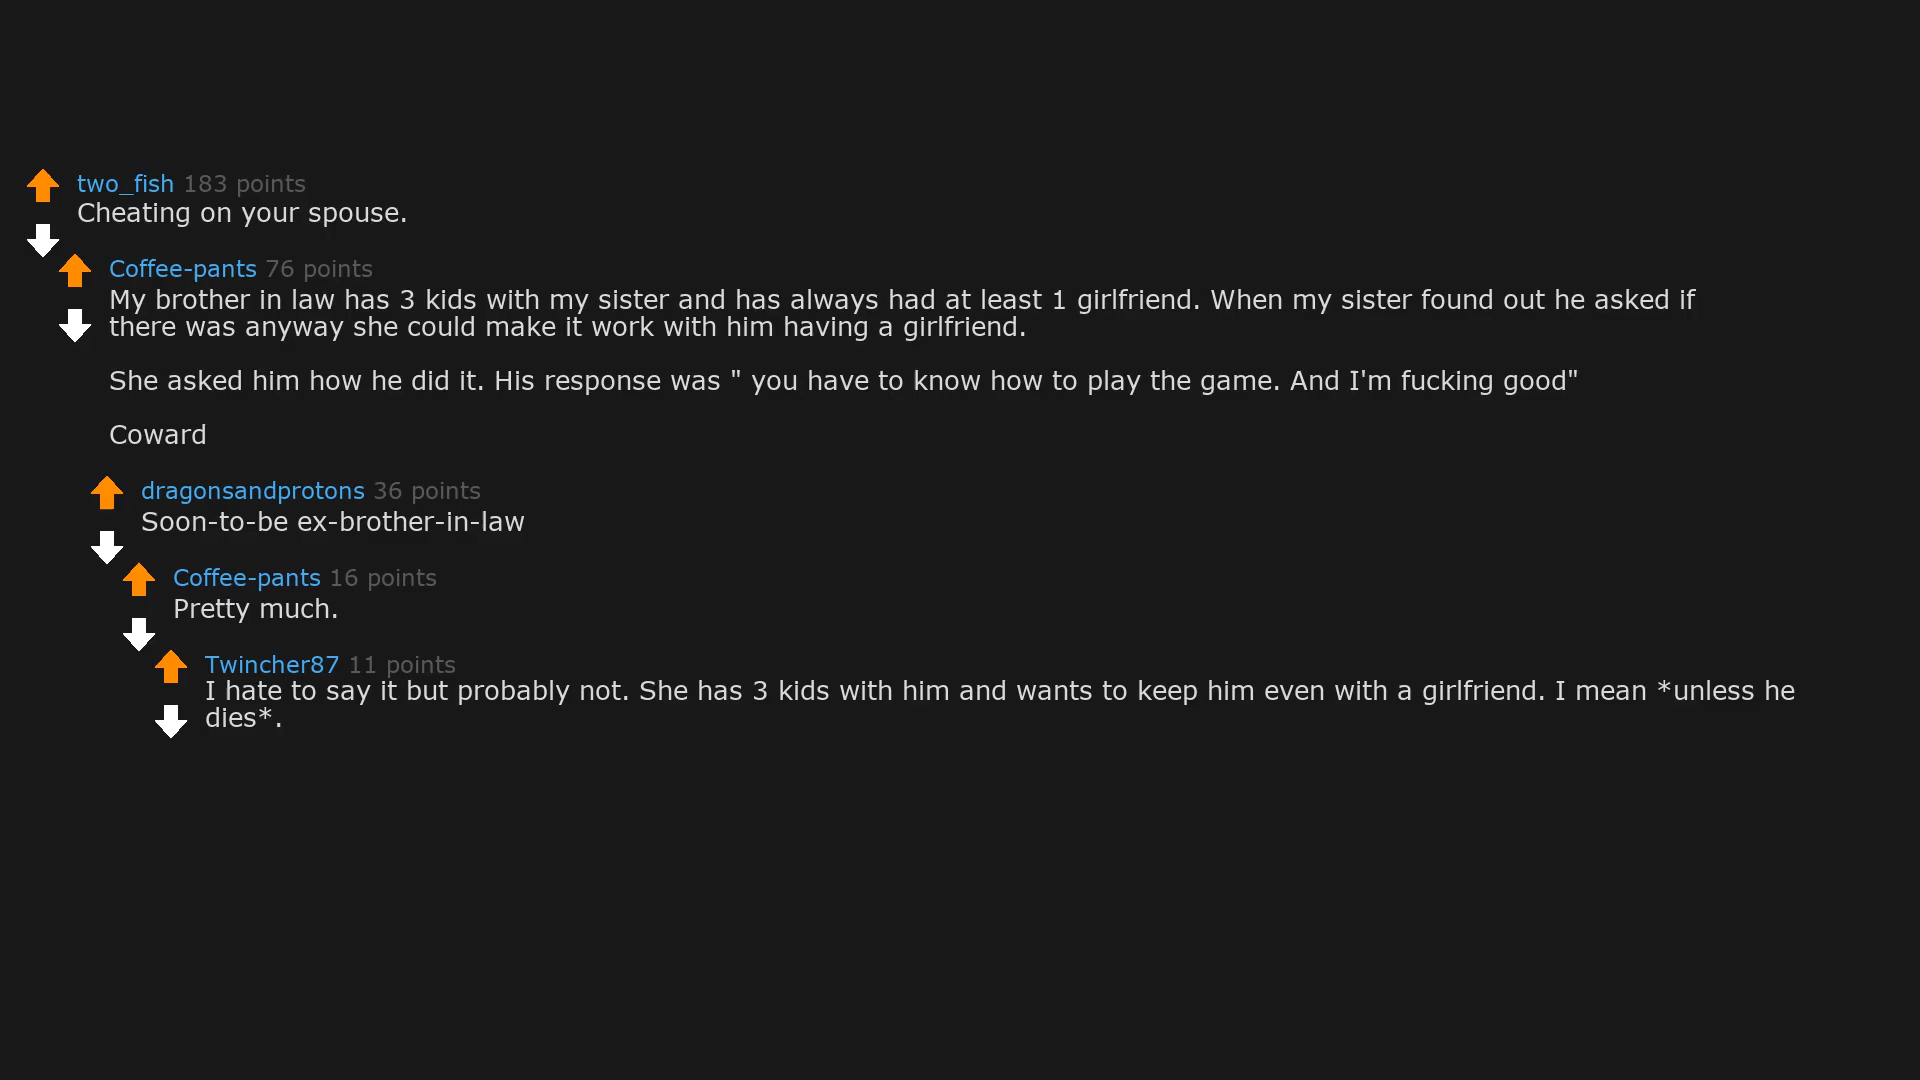 two_fish 183 points
Cheating on your spouse.
Coffee-pants 76 points
My brother in law has 3 kids with my sister and has always had at least 1 girlfriend. When my sister found out he asked if
there was anyway she could make it work with him having a girlfriend.
She asked him how he did it. His response was " you have to know how to play the game. And I'm fucking good"
Coward
dragonsandprotons 36 points
Soon-to-be ex-brother-in-law
Coffee-pants 16 points
Pretty much.
Twincher87 11 points
I hate to say it but probably not. She has 3 kids with him and wants to keep him even with a girlfriend. I mean *unless he
dies*.